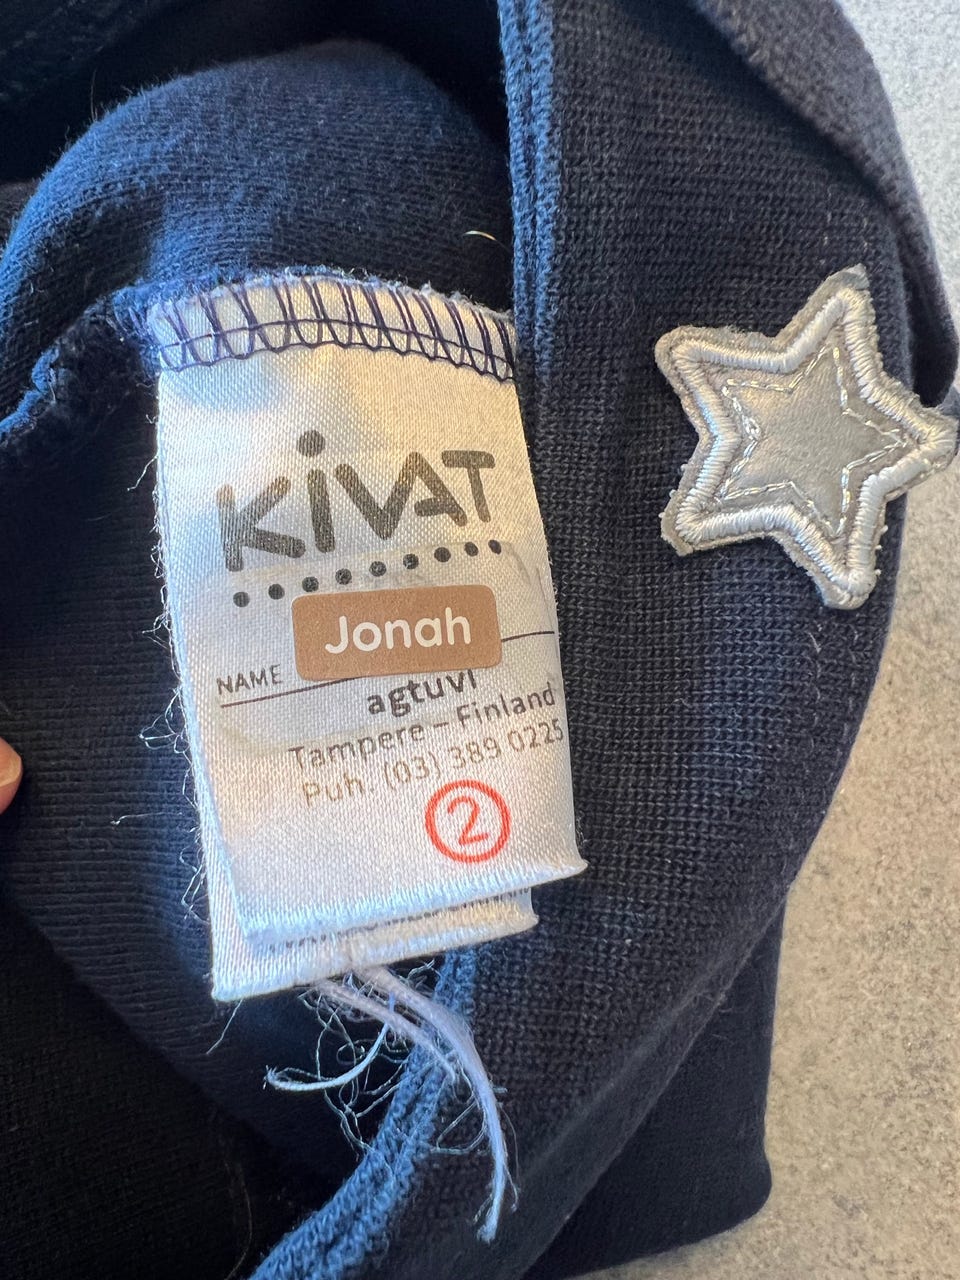 KiVAT
Jonah
NAME
agtuvi
Tampere – Finland
Puh. (03) 389 0225
2